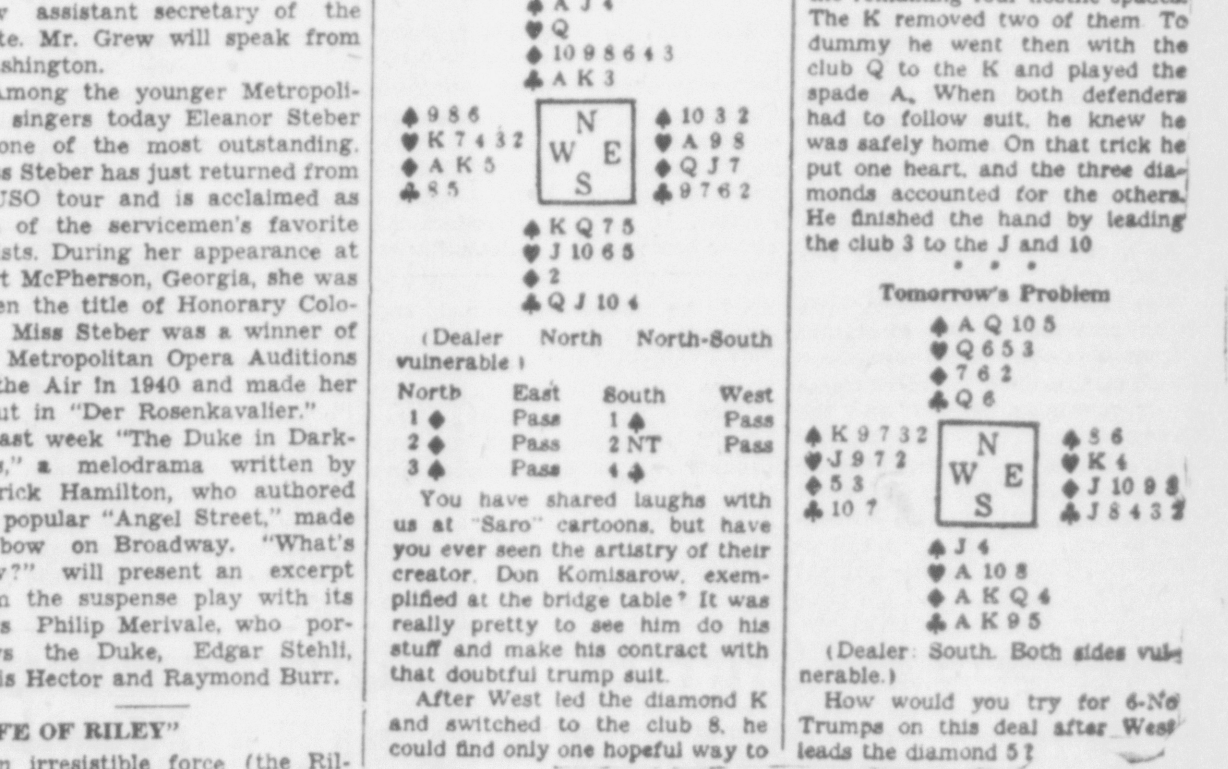 assistant secretary of the
te. Mr. Grew will speak from
shington.
Among the younger Metropoli-
singers today Eleanor Steber
one of the most outstanding.
ss Steber has just returned from
USO tour and is acclaimed as
of the servicemen's favorite
sts. During her appearance at
t McPherson, Georgia, she was
en the title of Honorary Colo-
Miss Steber was a winner of
Metropolitan Opera Auditions
the Air in 1940 and made her
ut in "Der Rosenkavalier."
ast week "The Duke in Dark-
s," a melodrama written by
rick Hamilton, who authored
popular "Angel Street," made
bow on Broadway. "What's
w?" will present an excerpt
m the suspense play with its
s Philip Merivale, who por-
ys the Duke, Edgar Stehli,
is Hector and Raymond Burr.
FE OF RILEY"
n irresistible force (the Ril-
♠ A J 4
♥ Q
♦ 10 9 8 6 4 3
♣ A K 3
♠ 9 8 6
♥ K 7 4 3 2
♦ A K 5
♣ 8 5
N
W E
S
♠ 10 3 2
♥ A 9 8
♦ Q J 7
♣ 9 7 6 2
♠ K Q 7 5
♥ J 10 6 5
♦ 2
♣ Q J 10 4
(Dealer North North-South
vulnerable)
North East South West
1 ♦ Pass 1 ♠ Pass
2 ♦ Pass 2 NT Pass
3 ♠ Pass 4 ♠
You have shared laughs with
us at "Saro" cartoons, but have
you ever seen the artistry of their
creator, Don Komisarow, exem-
plified at the bridge table? It was
really pretty to see him do his
stuff and make his contract with
that doubtful trump suit.
After West led the diamond K
and switched to the club 8, he
could find only one hopeful way to
the remaining four hostile spades.
The K removed two of them. To
dummy he went then with the
club Q to the K and played the
spade A. When both defenders
had to follow suit, he knew he
was safely home. On that trick he
put one heart, and the three dia-
monds accounted for the others.
He finished the hand by leading
the club 3 to the J and 10
• • •
Tomorrow's Problem
♠ A Q 10 5
♥ Q 6 5 3
♦ 7 6 2
♣ Q 6
♠ K 9 7 3 2
♥ J 9 7 2
♦ 5 3
♣ 10 7
N
W E
S
♠ 8 6
♥ K 4
♦ J 10 9 8
♣ J 8 4 3 2
♠ J 4
♥ A 10 8
♦ A K Q 4
♣ A K 9 5
(Dealer: South. Both sides vul-
nerable.)
How would you try for 6-No
Trumps on this deal after West
leads the diamond 5?